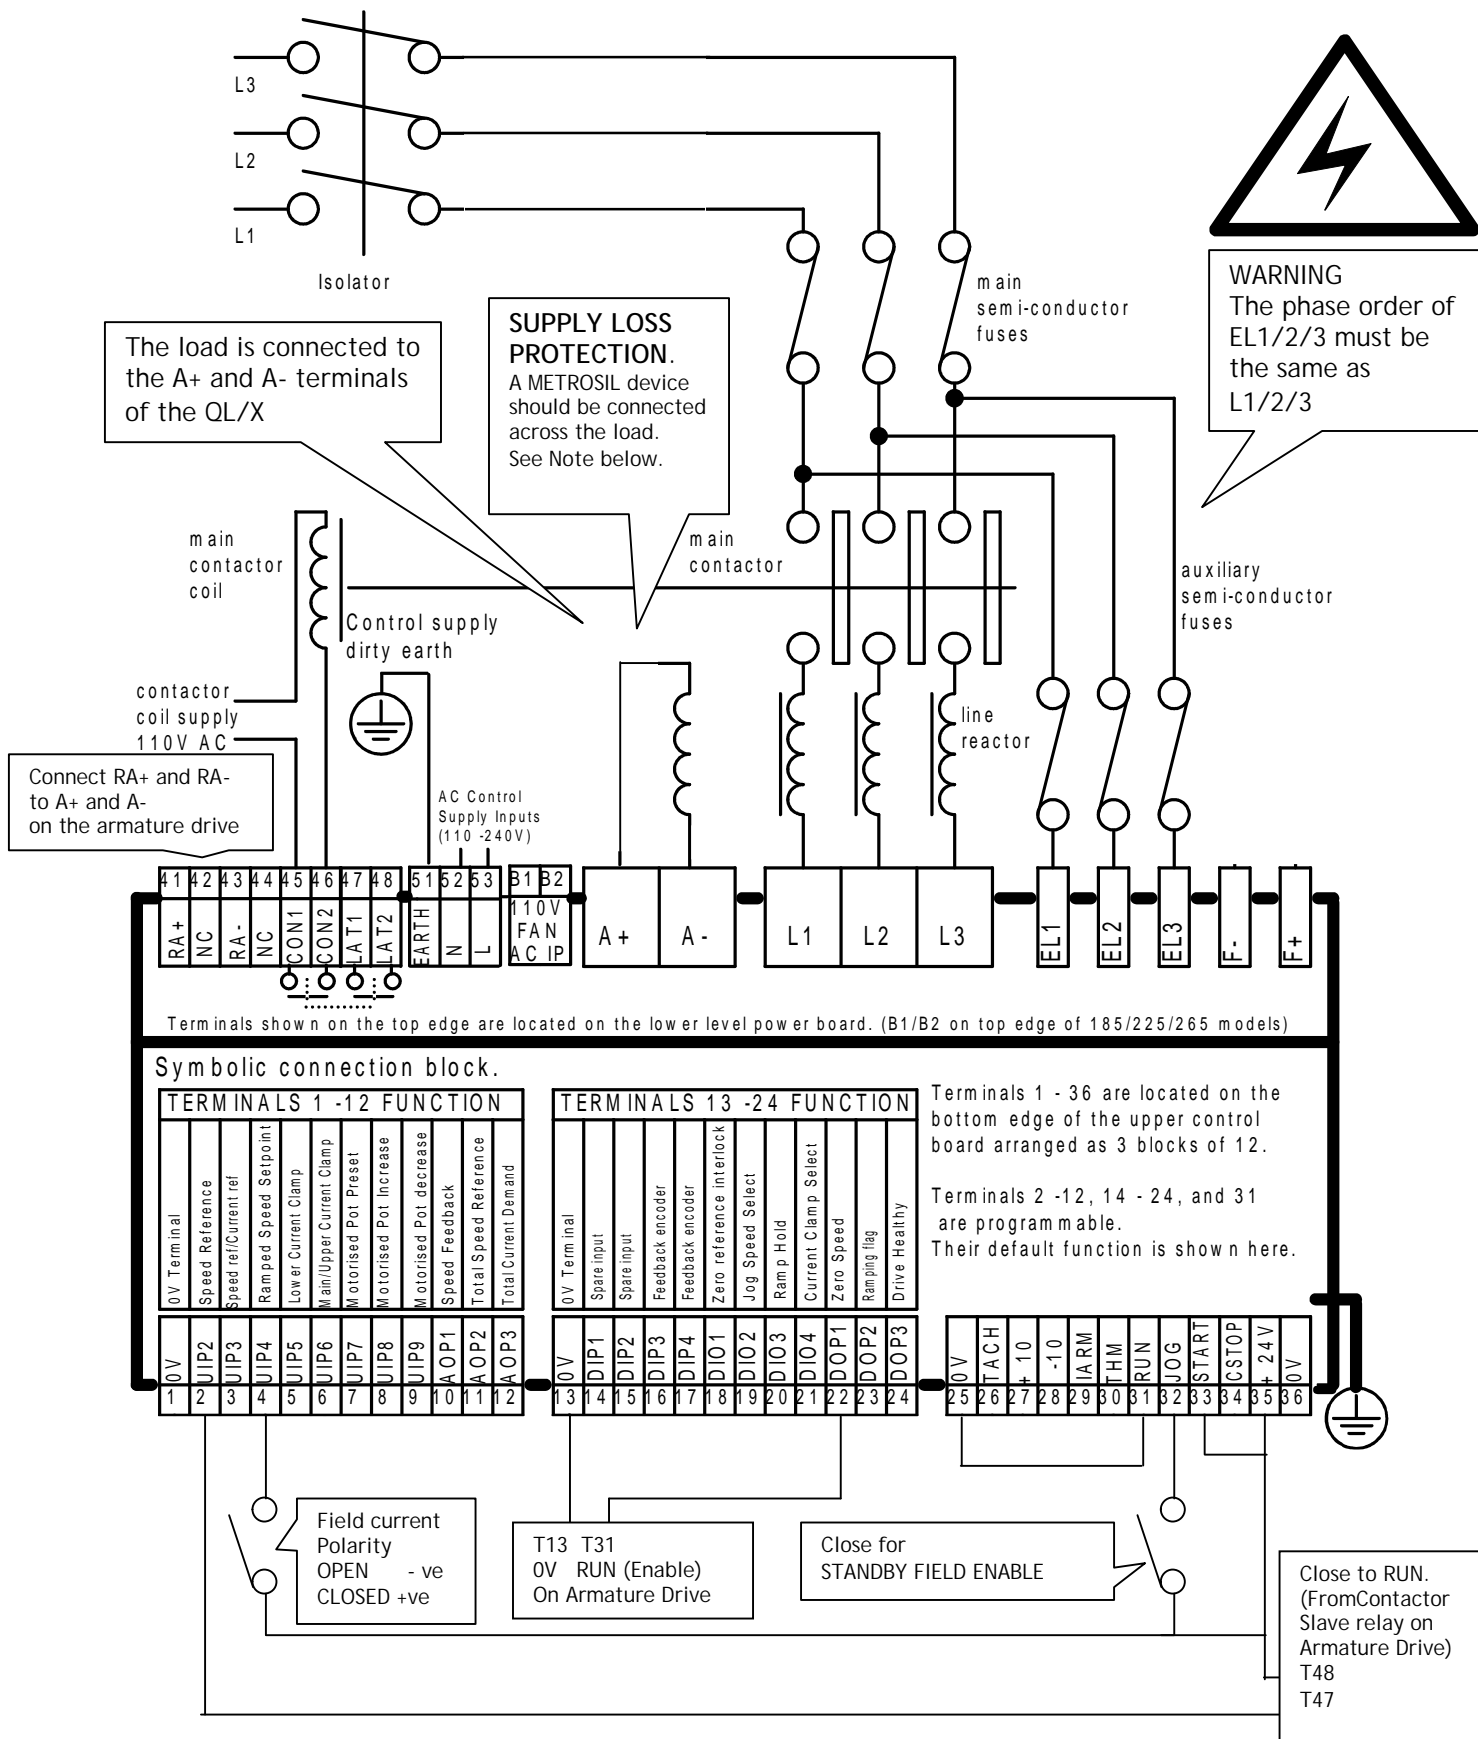 L3
L2
L1
Isolator
main
semi-conductor
fuses
WARNING
The phase order of
EL1/2/3 must be
the same as
L1/2/3
The load is connected to
the A+ and A- terminals
of the QL/X
SUPPLY LOSS
PROTECTION.
A METROSIL device
should be connected
across the load.
See Note below.
main
contactor
coil
main
contactor
auxiliary
semi-conductor
fuses
Control supply
dirty earth
contactor
coil supply
110V AC
line
reactor
Connect RA+ and RA-
to A+ and A-
on the armature drive
AC Control
Supply Inputs
(110 -240V)
41 42 43 44 45 46 47 48 51 52 53 B1 B2
RA+ NC RA- NC CON1 CON2 LAT1 LAT2 EARTH N L
110V
FAN
AC IP
A+ A- L1 L2 L3 EL1 EL2 EL3 F- F+
Terminals shown on the top edge are located on the lower level power board. (B1/B2 on top edge of 185/225/265 models)
Symbolic connection block.
TERMINALS 1 -12 FUNCTION
0V Terminal
Speed Reference
Speed ref/Current ref
Ramped Speed Setpoint
Lower Current Clamp
Main/Upper Current Clamp
Motorised Pot Preset
Motorised Pot Increase
Motorised Pot decrease
Speed Feedback
Total Speed Reference
Total Current Demand
TERMINALS 13 -24 FUNCTION
0V Terminal
Spare input
Spare input
Feedback encoder
Feedback encoder
Zero reference interlock
Jog Speed Select
Ramp Hold
Current Clamp Select
Zero Speed
Ramping flag
Drive Healthy
Terminals 1 - 36 are located on the
bottom edge of the upper control
board arranged as 3 blocks of 12.
Terminals 2 -12, 14 - 24, and 31
are programmable.
Their default function is shown here.
0V UIP2 UIP3 UIP4 UIP5 UIP6 UIP7 UIP8 UIP9 AOP1 AOP2 AOP3
1 2 3 4 5 6 7 8 9 10 11 12
0V DIP1 DIP2 DIP3 DIP4 DIO1 DIO2 DIO3 DIO4 DOP1 DOP2 DOP3
13 14 15 16 17 18 19 20 21 22 23 24
0V TACH +10 -10 IARM THM RUN JOG START CSTOP +24V 0V
25 26 27 28 29 30 31 32 33 34 35 36
Field current
Polarity
OPEN - ve
CLOSED +ve
T13 T31
0V RUN (Enable)
On Armature Drive
Close for
STANDBY FIELD ENABLE
Close to RUN.
(FromContactor
Slave relay on
Armature Drive)
T48
T47